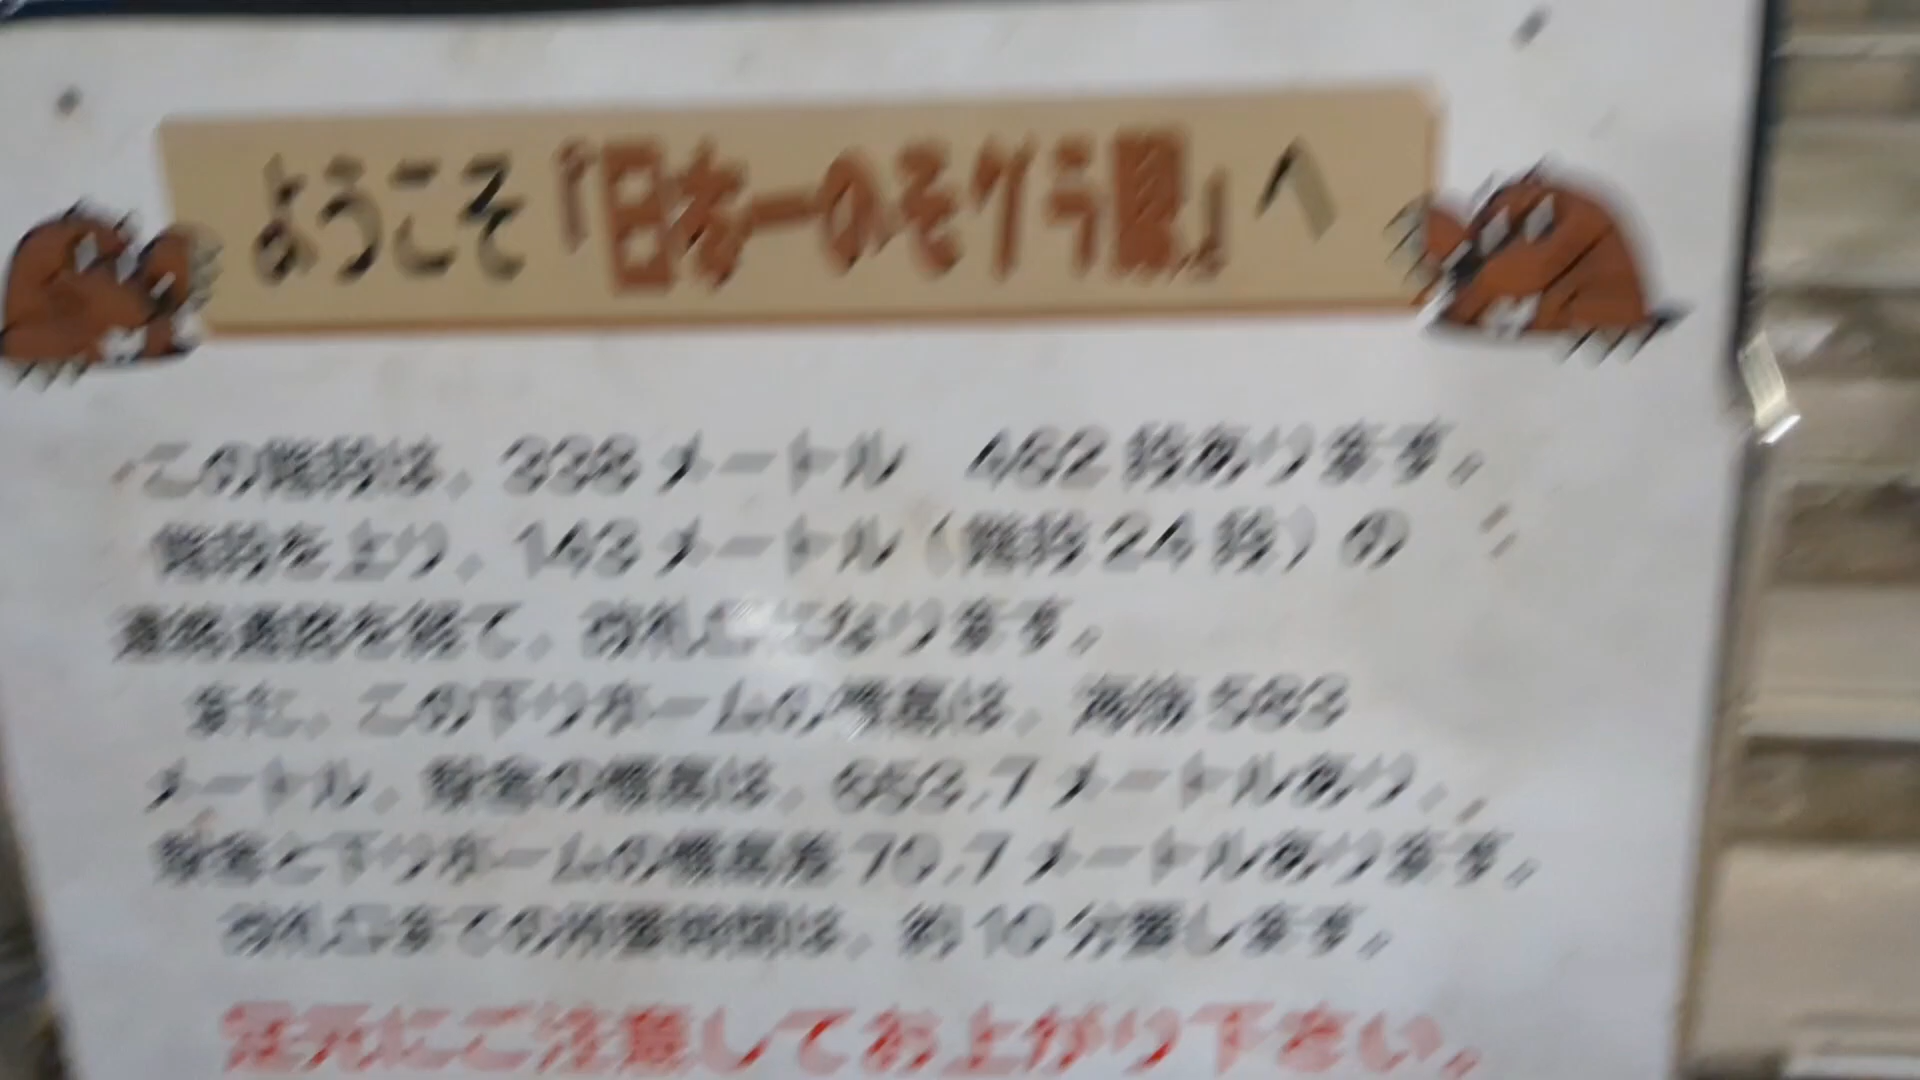 ようこそ『日本一のモグラ駅』へ
この階段は、338メートル 462段あります。
階段を上り、143メートル（階段24段）の
連絡通路を経て、改札口になります。
また、この下りホームの標高は、海抜583
メートル、駅舎の標高は、653.7メートルあり、
駅舎と下りホームの標高差70.7メートルあります。
改札口までの所要時間は、約10分要します。
足元にご注意してお上がり下さい。